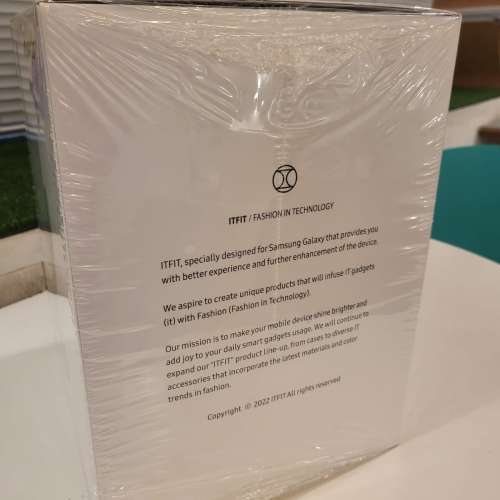 ITFIT / FASHION IN TECHNOLOGY
ITFIT, specially designed for Samsung Galaxy that provides you
with better experience and further enhancement of the device.
We aspire to create unique products that will infuse IT gadgets
(it) with Fashion (Fashion in Technology).
Our mission is to make your mobile device shine brighter and
add joy to your daily smart gadgets usage. We will continue to
expand our "ITFIT" product line-up, from cases to diverse IT
accessories that incorporate the latest materials and color
trends in fashion.
Copyright © 2022 ITFIT All rights reserved